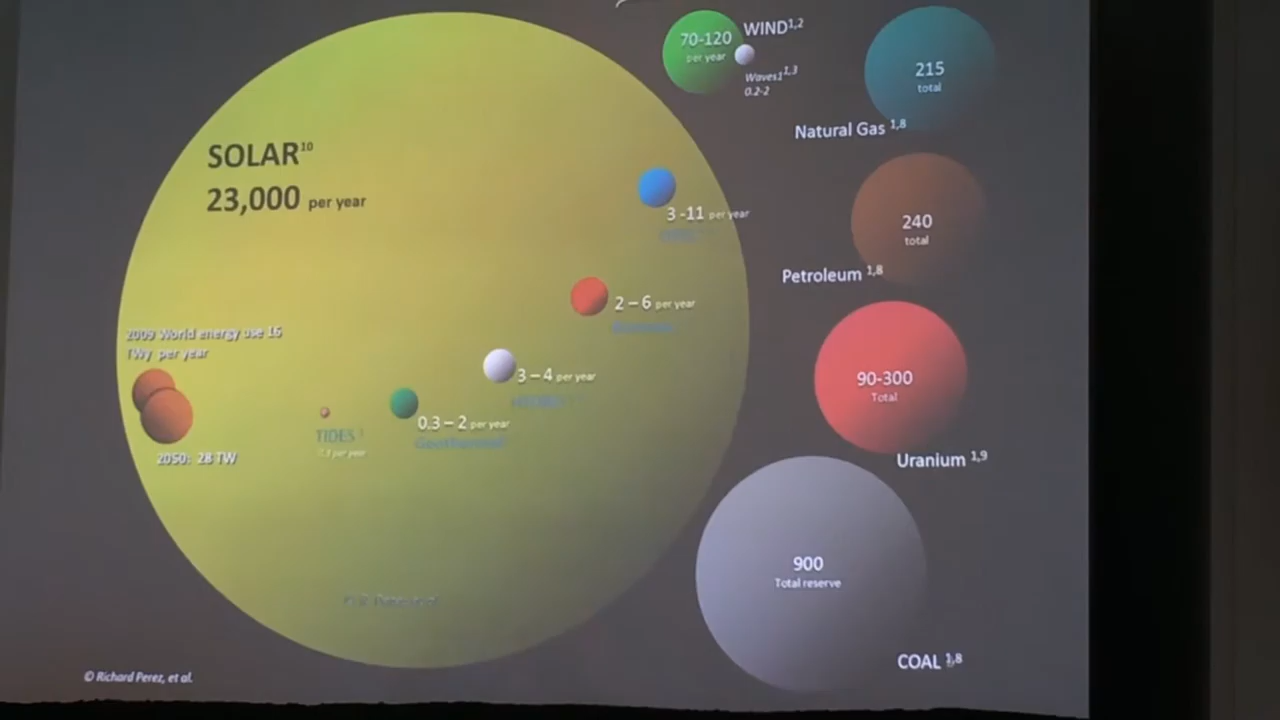 SOLAR¹⁰
23,000 per year
2009 World energy use 16
TWy per year
2050: 28 TW
TIDES
0.3 – 2 per year
Geothermal
3 – 4 per year
2 – 6 per year
3 -11 per year
70-120
per year
WIND¹,²
Waves1¹,³
0.2-2
215
total
Natural Gas ¹,⁸
240
total
Petroleum ¹,⁸
90-300
Total
Uranium ¹,⁹
900
Total reserve
COAL ¹,⁸
© Richard Perez, et al.